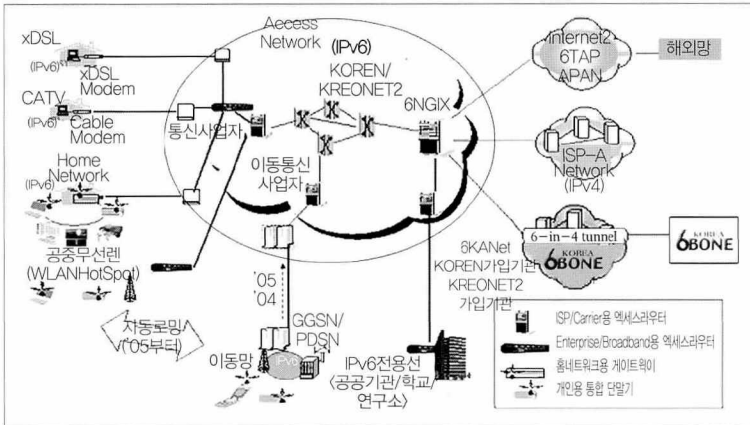 xDSL
(IPv6)
xDSL
Modem
CATV
(IPv6)
Cable
Modem
Home
Network
(IPv6)
공중무선렌
(WLANHotSpot)
자동로밍
('05부터)
통신사업자
Access
Network
(IPv6)
KOREN/
KREONET2
6NGIX
이동통신
사업자
'05
'04
GGSN/
PDSN
이동망
IPv6
IPv6전용선
〈공공기관/학교/
연구소〉
6KANet
KOREN가입기관
KREONET2
가입기관
Internet2
6TAP
APAN
해외망
ISP-A
Network
(IPv4)
6-in-4 tunnel
KOREA
6BONE
KOREA
6BONE
ISP/Carrier용 엑세스라우터
Enterprise/Broadband용 엑세스라우터
홈네트워크용 게이트웍이
개인용 통합 단말기